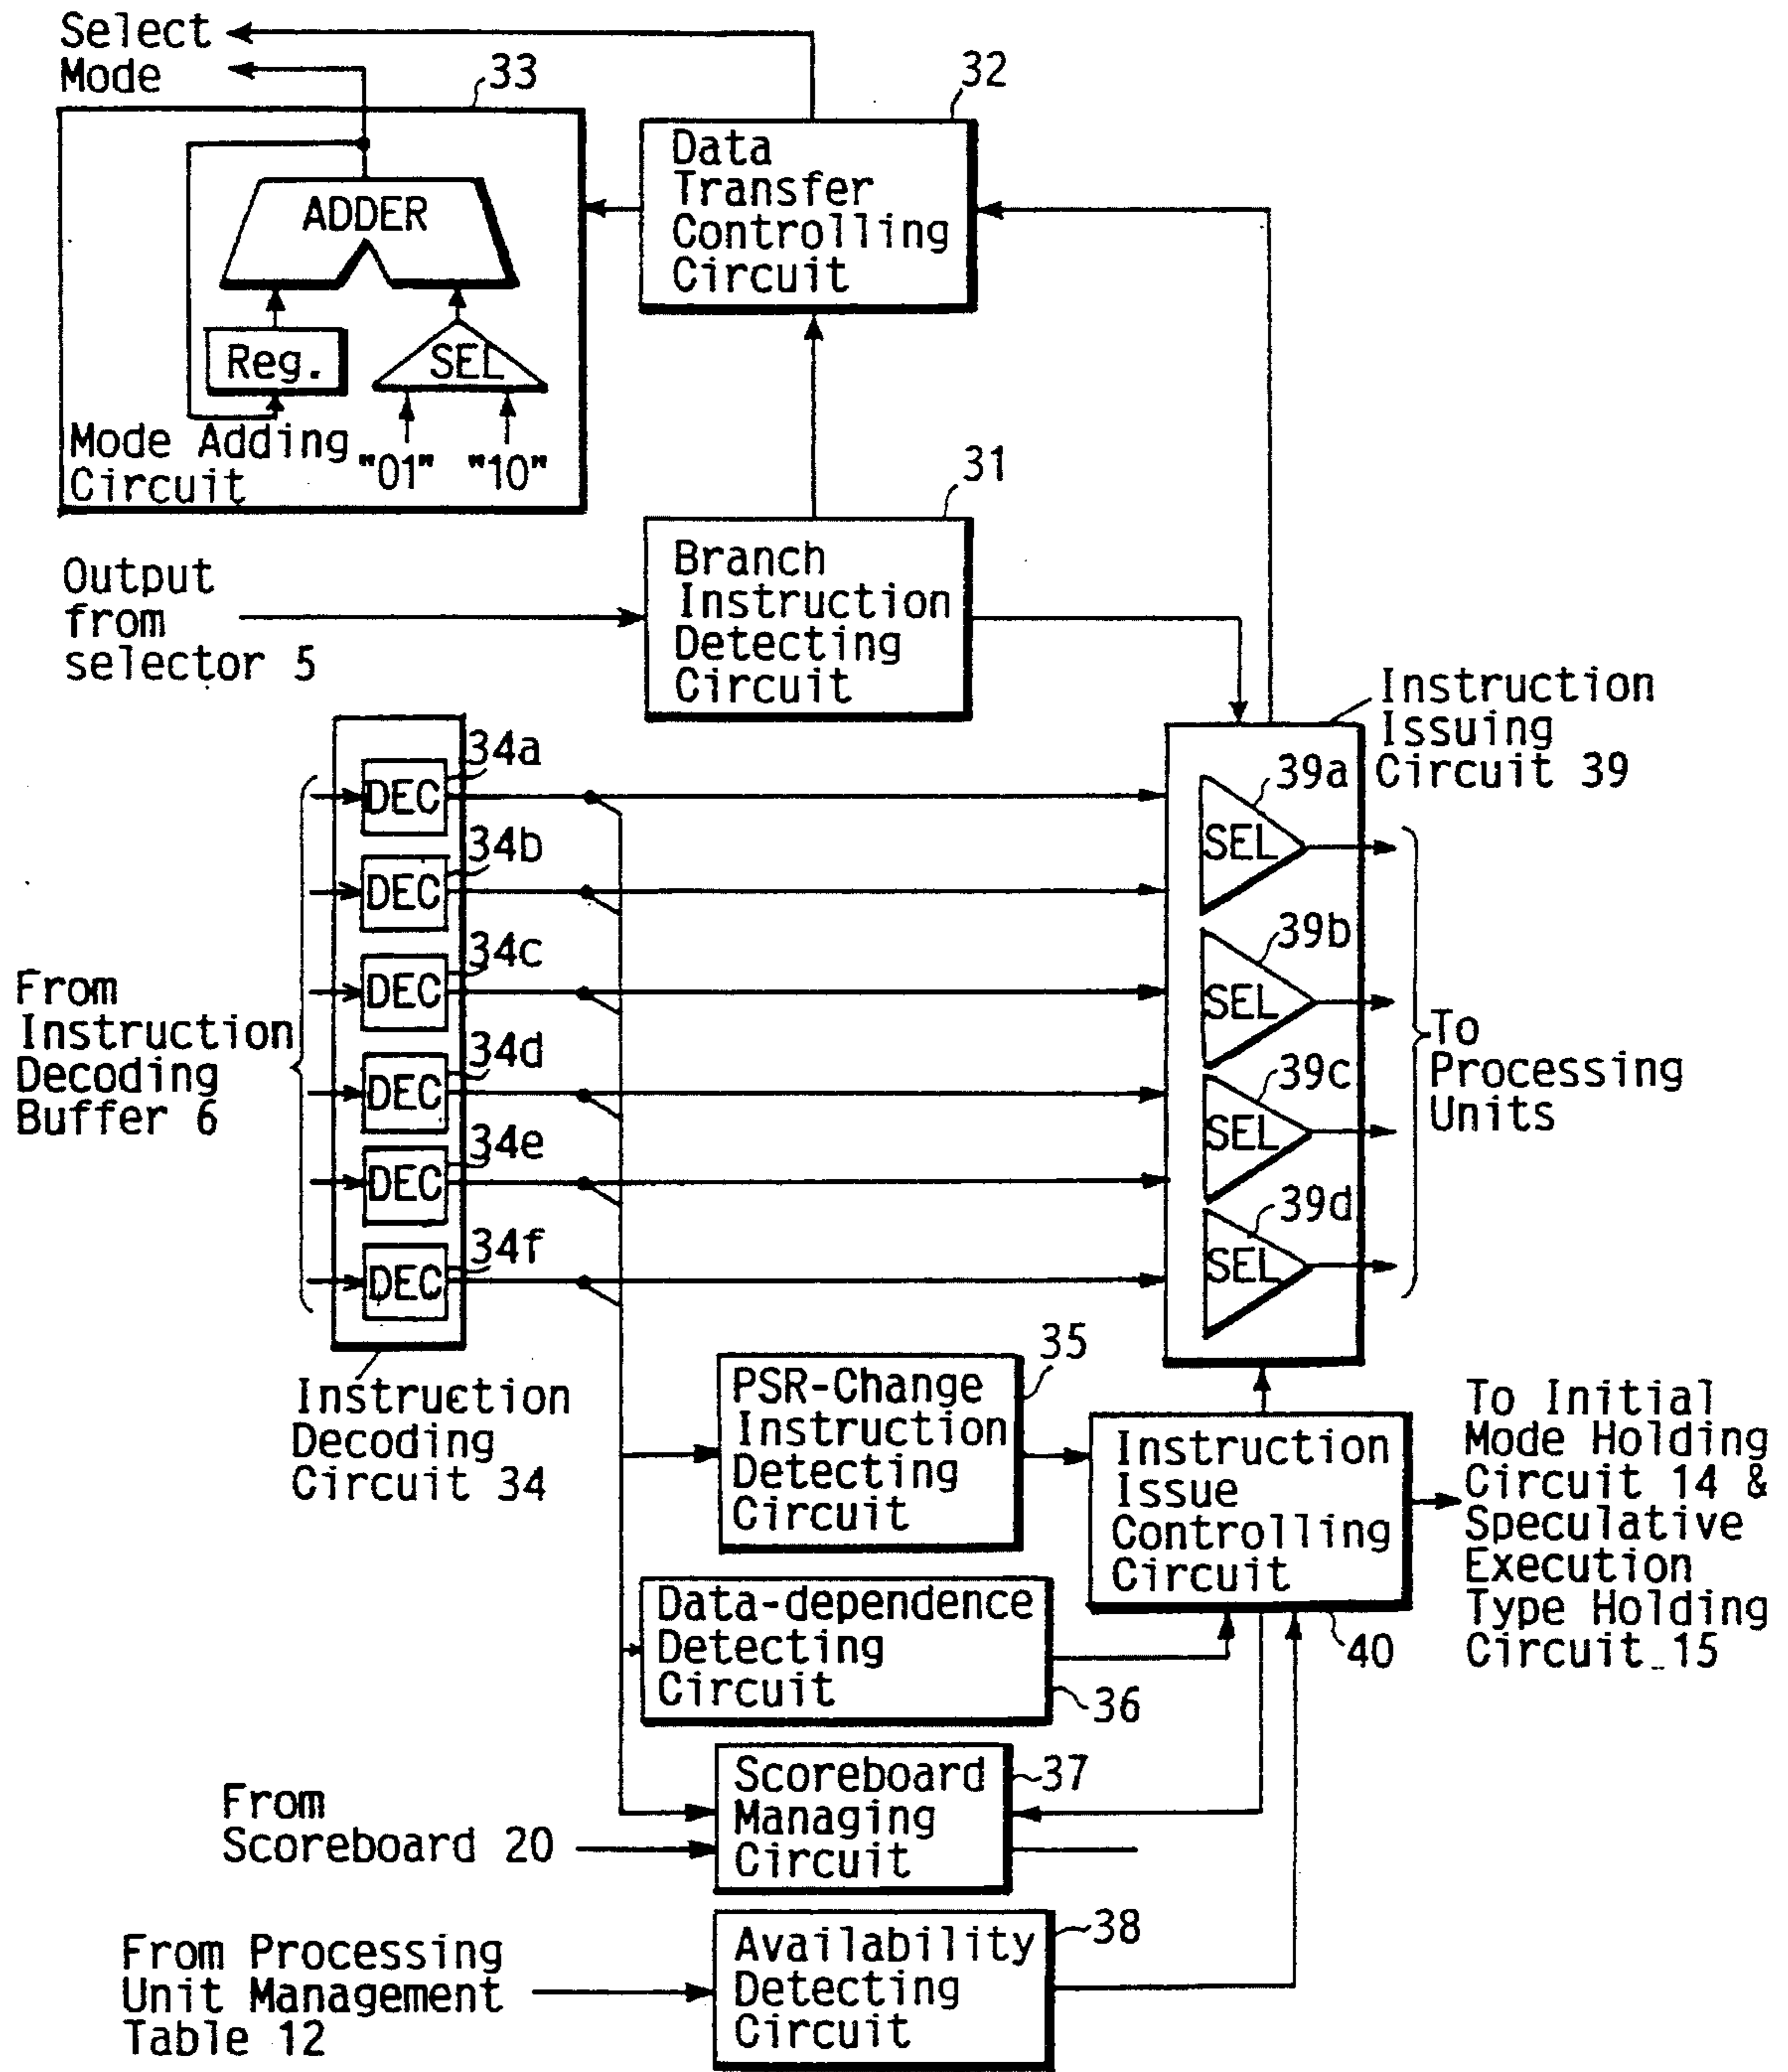 Select
Mode
33
32
Data
Transfer
Controlling
Circuit
ADDER
Reg.
SEL
Mode Adding
Circuit
"01" "10"
31
Branch
Instruction
Detecting
Circuit
Output
from
selector 5
Instruction
Issuing
Circuit 39
34a
DEC
34b
DEC
34c
DEC
34d
DEC
34e
DEC
34f
DEC
39a
SEL
39b
SEL
39c
SEL
39d
SEL
From
Instruction
Decoding
Buffer 6
To
Processing
Units
Instruction
Decoding
Circuit 34
35
PSR-Change
Instruction
Detecting
Circuit
Instruction
Issue
Controlling
Circuit
40
To Initial
Mode Holding
Circuit 14 &
Speculative
Execution
Type Holding
Circuit 15
Data-dependence
Detecting
Circuit
36
From
Scoreboard 20
Scoreboard
Managing
Circuit
37
From Processing
Unit Management
Table 12
Availability
Detecting
Circuit
38